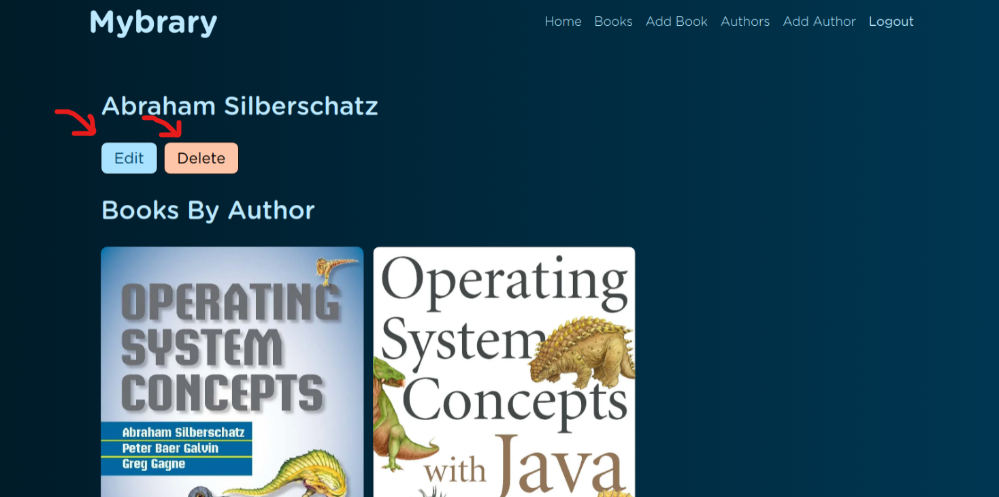 Mybrary
Home Books Add Book Authors Add Author Logout
Abraham Silberschatz
Edit Delete
Books By Author
OPERATING
SYSTEM
CONCEPTS
Abraham Silberschatz
Peter Baer Galvin
Greg Gagne
Operating
System
Concepts
with Java